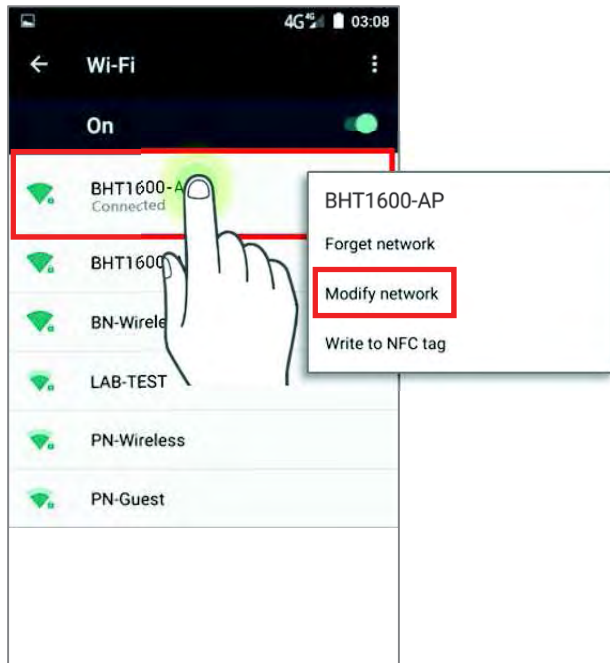 4G 4G 03:08
Wi-Fi
On
BHT1600-A
Connected
BHT1600
BN-Wirele
LAB-TEST
PN-Wireless
PN-Guest
BHT1600-AP
Forget network
Modify network
Write to NFC tag